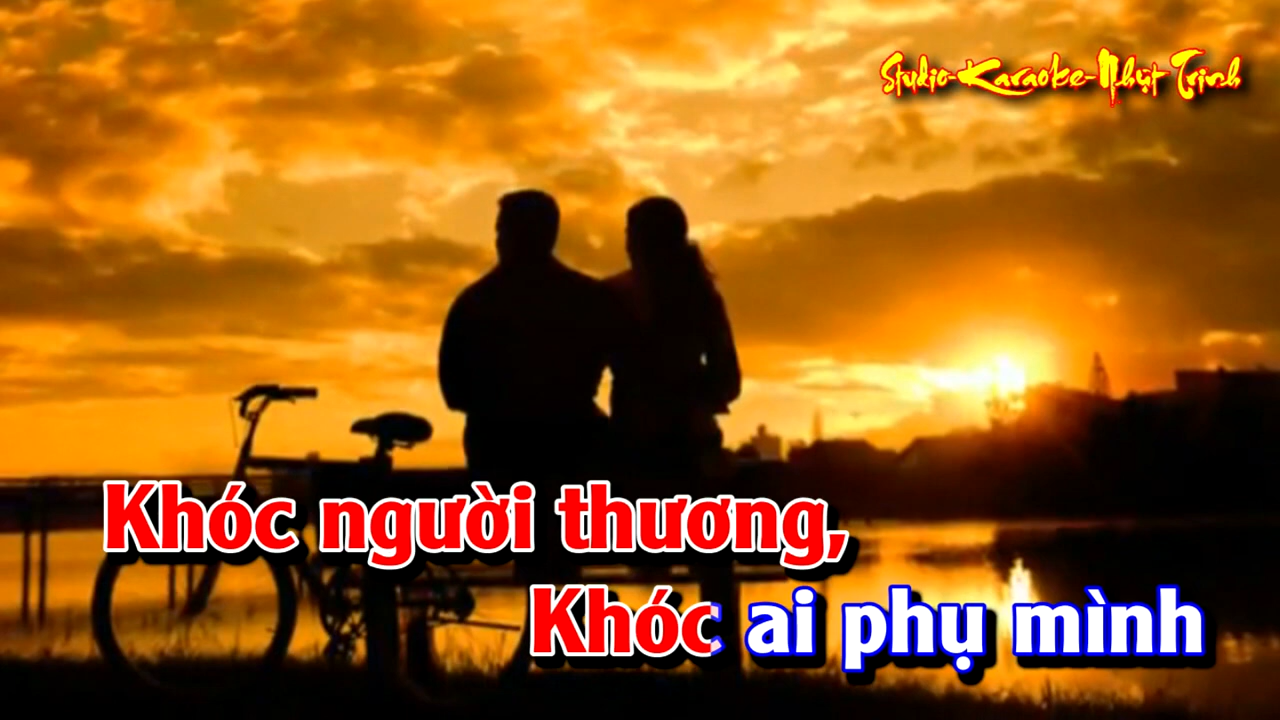 Studio-Karaoke-Nhựt Trinh
Khóc người thương,
Khóc ai phụ mình